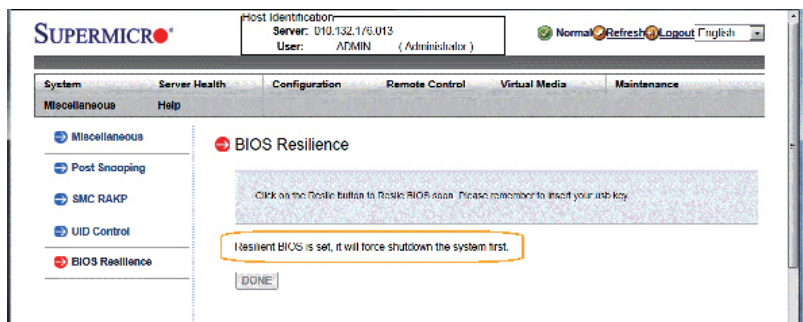 Host Identification
SUPERMICR
Server: 010.132.176.013
User: ADMIN ( Administrator )
Normal Refresh Logout English
System Server Health Configuration Remote Control Virtual Media Maintenance
Miscellaneous Help
Miscellaneous
Post Snooping
SMC RAKP
UID Control
BIOS Resilience
BIOS Resilience
Click on the Resile button to Resile BIOS soon. Please remember to insert your usb key.
Resilient BIOS is set, it will force shutdown the system first.
DONE